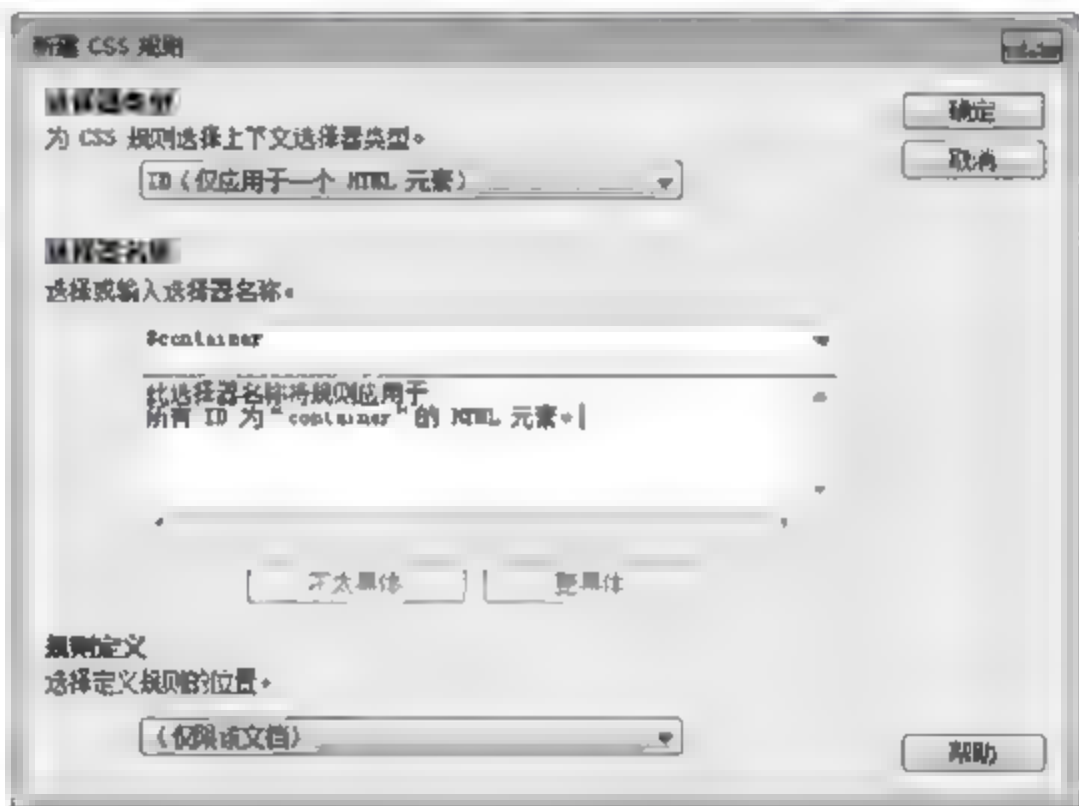 新建 CSS 规则
选择器类型
确定
为 CSS 规则选择上下文选择器类型。
取消
ID（仅应用于一个 HTML 元素）
选择器名称
选择或输入选择器名称。
#container
此选择器名称将规则应用于
所有 ID 为“container”的 HTML 元素。
不太具体
更具体
规则定义
选择定义规则的位置。
（仅限该文档）
帮助